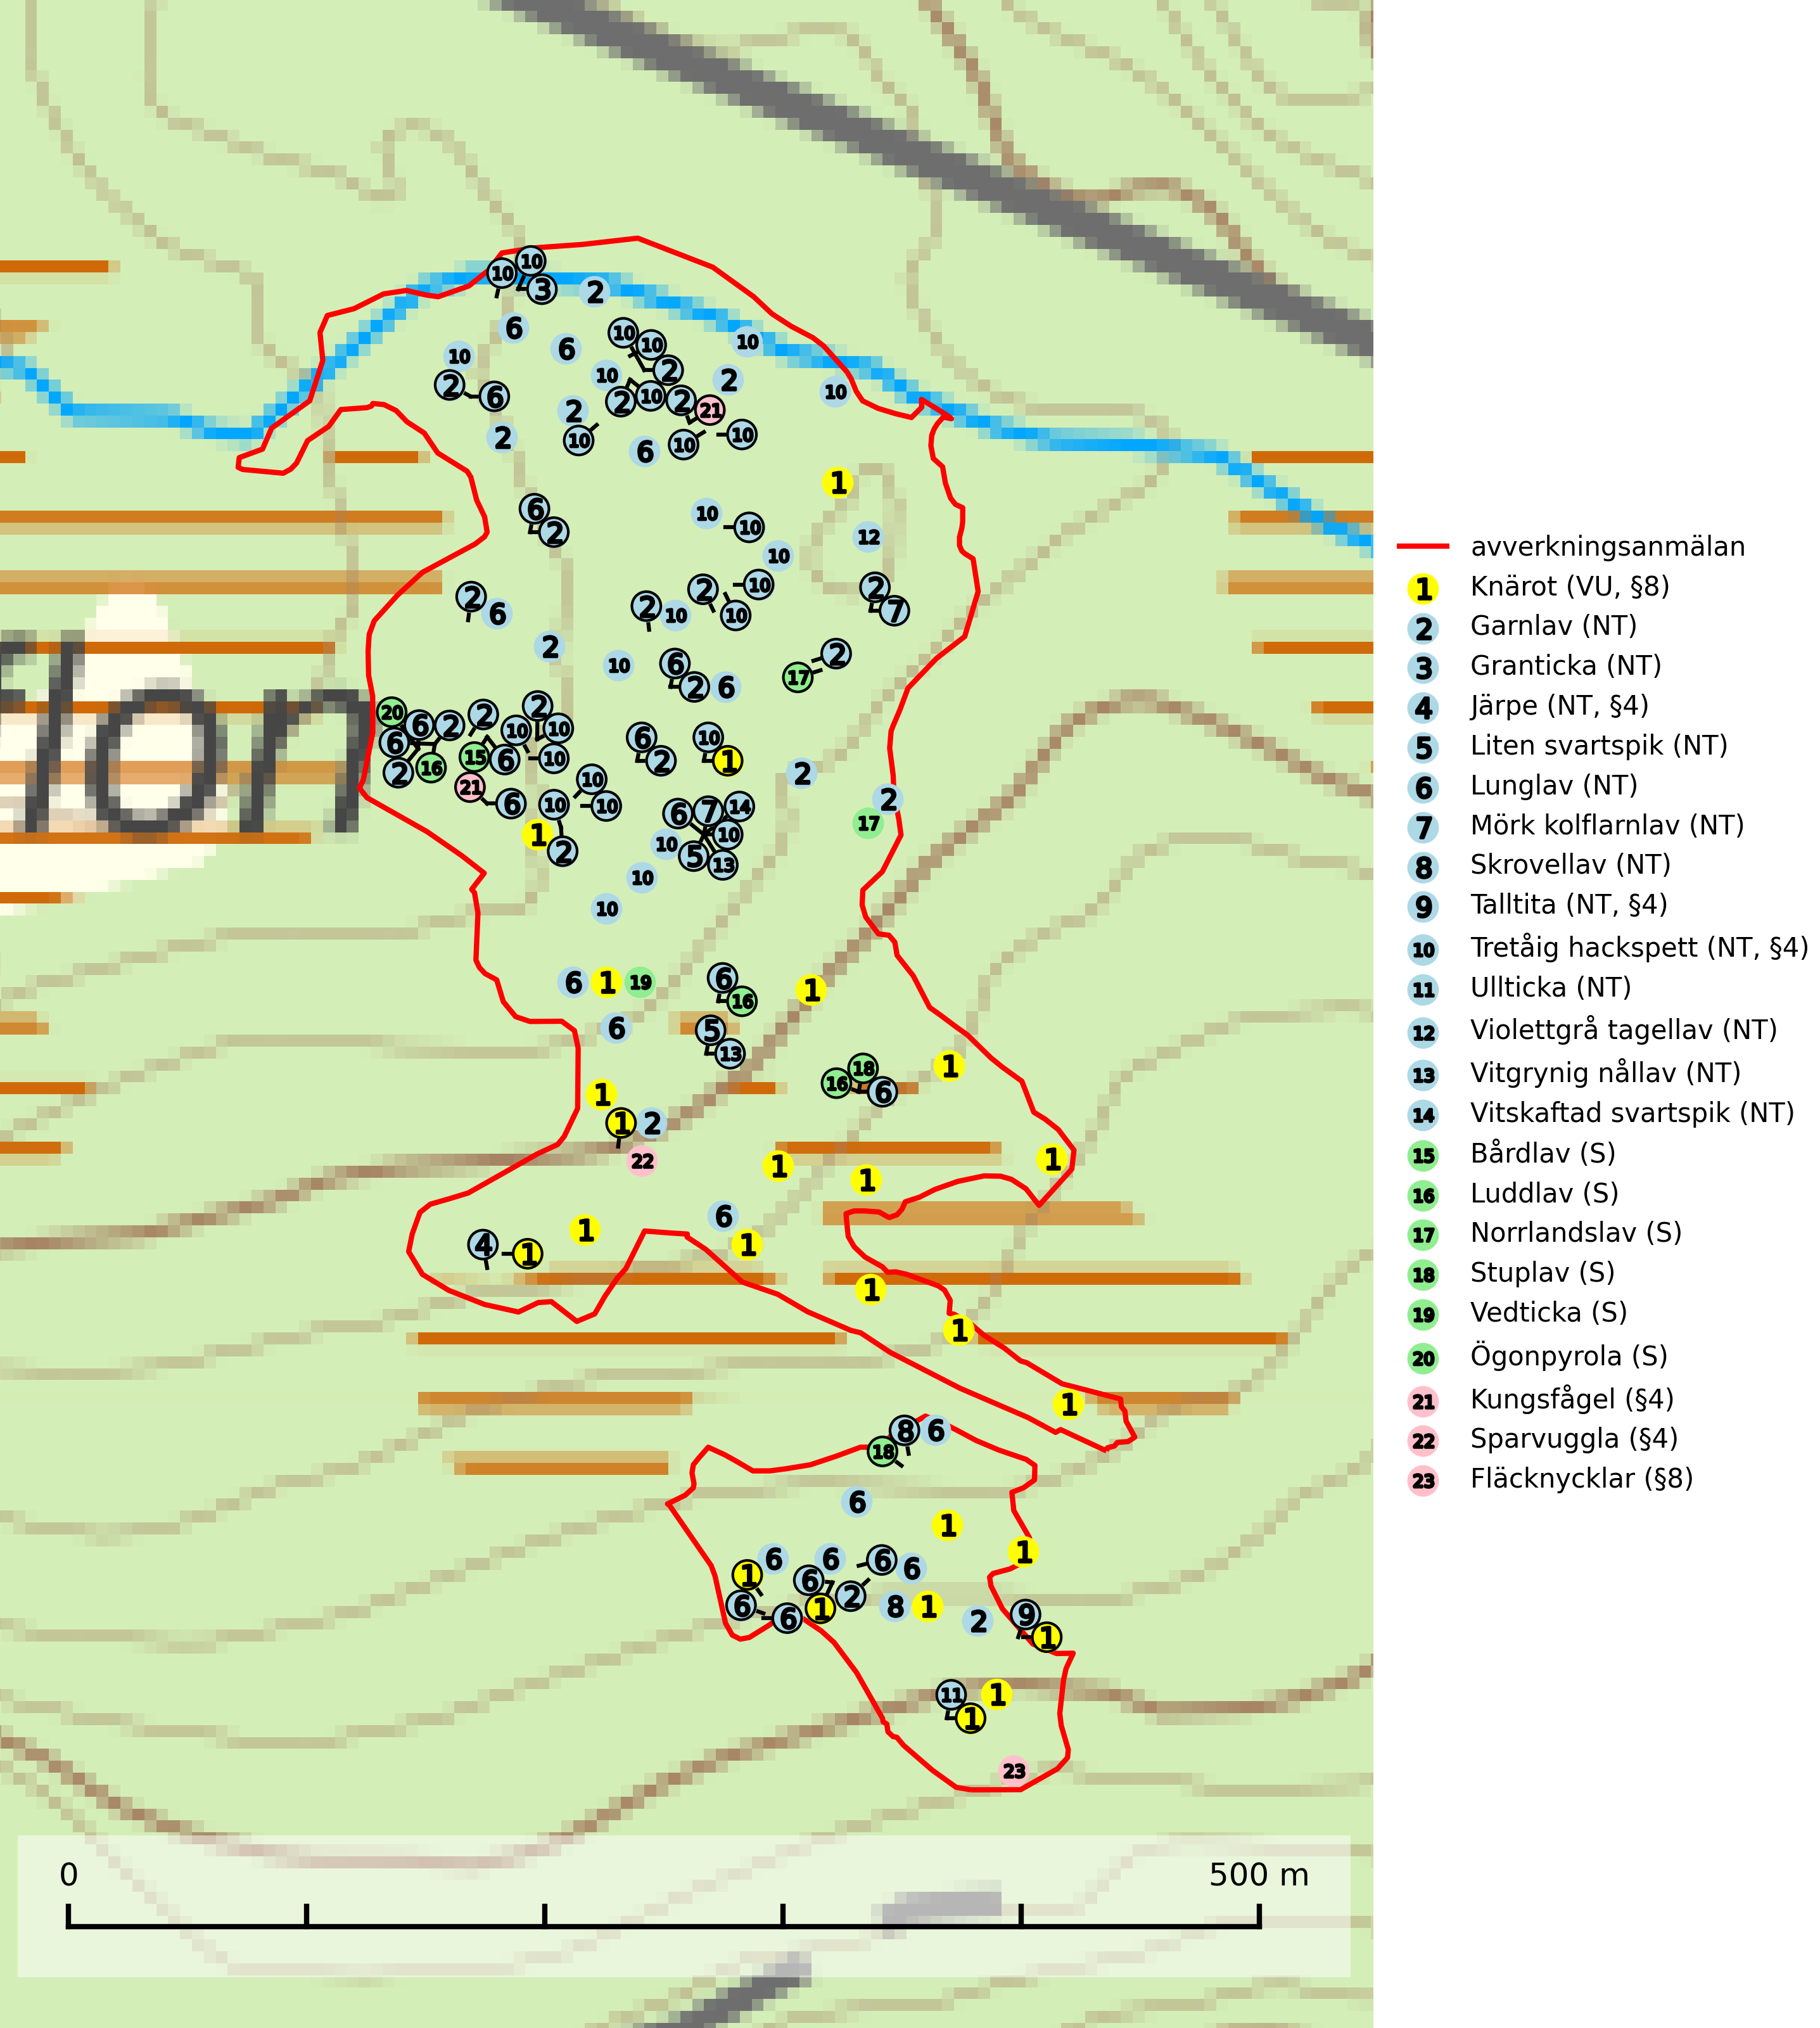 avverkningsanmälan
1 Knärot (VU, §8)
2 Garnlav (NT)
3 Granticka (NT)
4 Järpe (NT, §4)
5 Liten svartspik (NT)
6 Lunglav (NT)
7 Mörk kolflarnlav (NT)
8 Skrovellav (NT)
9 Talltita (NT, §4)
10 Tretåig hackspett (NT, §4)
11 Ullticka (NT)
12 Violettgrå tagellav (NT)
13 Vitgrynig nållav (NT)
14 Vitskaftad svartspik (NT)
15 Bårdlav (S)
16 Luddlav (S)
17 Norrlandslav (S)
18 Stuplav (S)
19 Vedticka (S)
20 Ögonpyrola (S)
21 Kungsfågel (§4)
22 Sparvuggla (§4)
23 Fläcknycklar (§8)
0 500 m